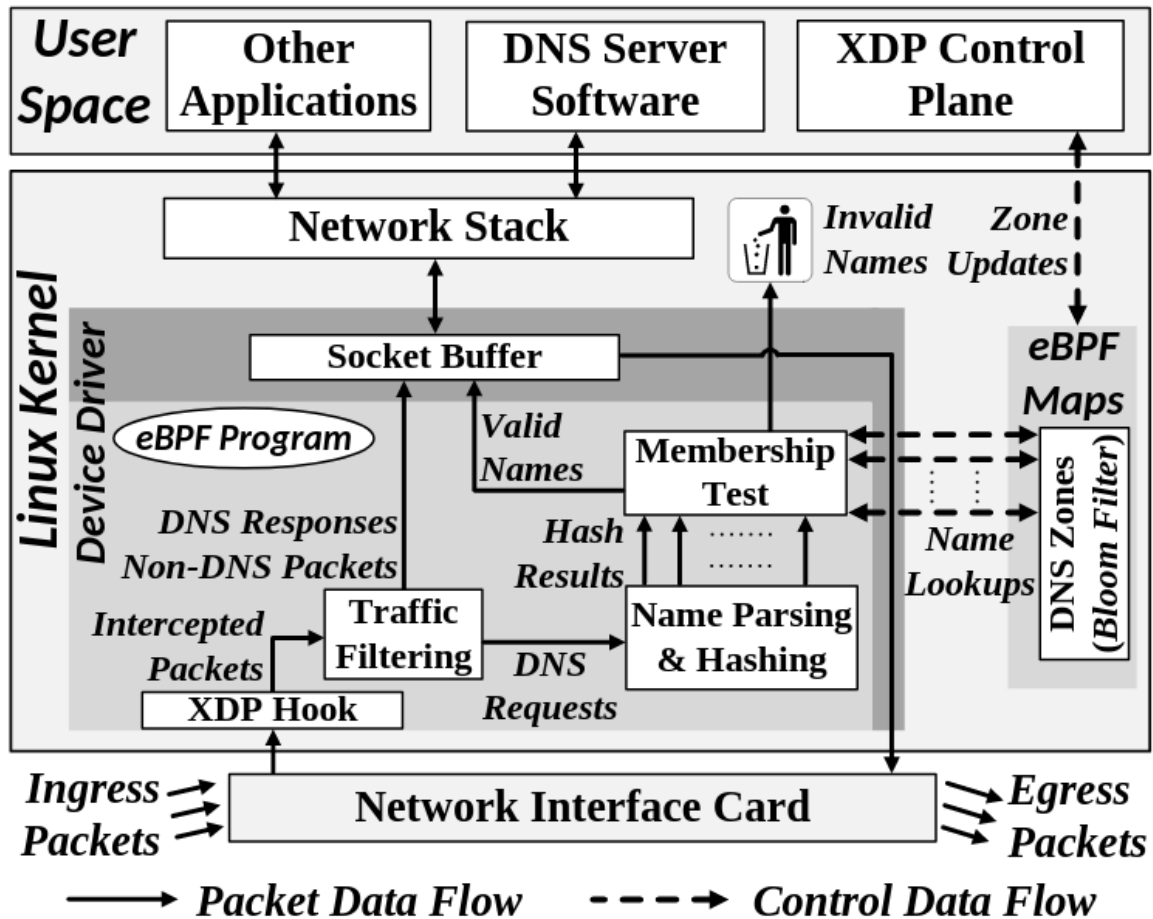 User
Space
Other
Applications
DNS Server
Software
XDP Control
Plane
Network Stack
Invalid
Names
Zone
Updates
Linux Kernel
Device Driver
Socket Buffer
eBPF Program
Valid
Names
Membership
Test
eBPF
Maps
DNS Zones
(Bloom Filter)
Name
Lookups
DNS Responses
Non-DNS Packets
Hash
Results
Intercepted
Packets
Traffic
Filtering
DNS
Requests
Name Parsing
& Hashing
XDP Hook
Ingress
Packets
Network Interface Card
Egress
Packets
Packet Data Flow
Control Data Flow